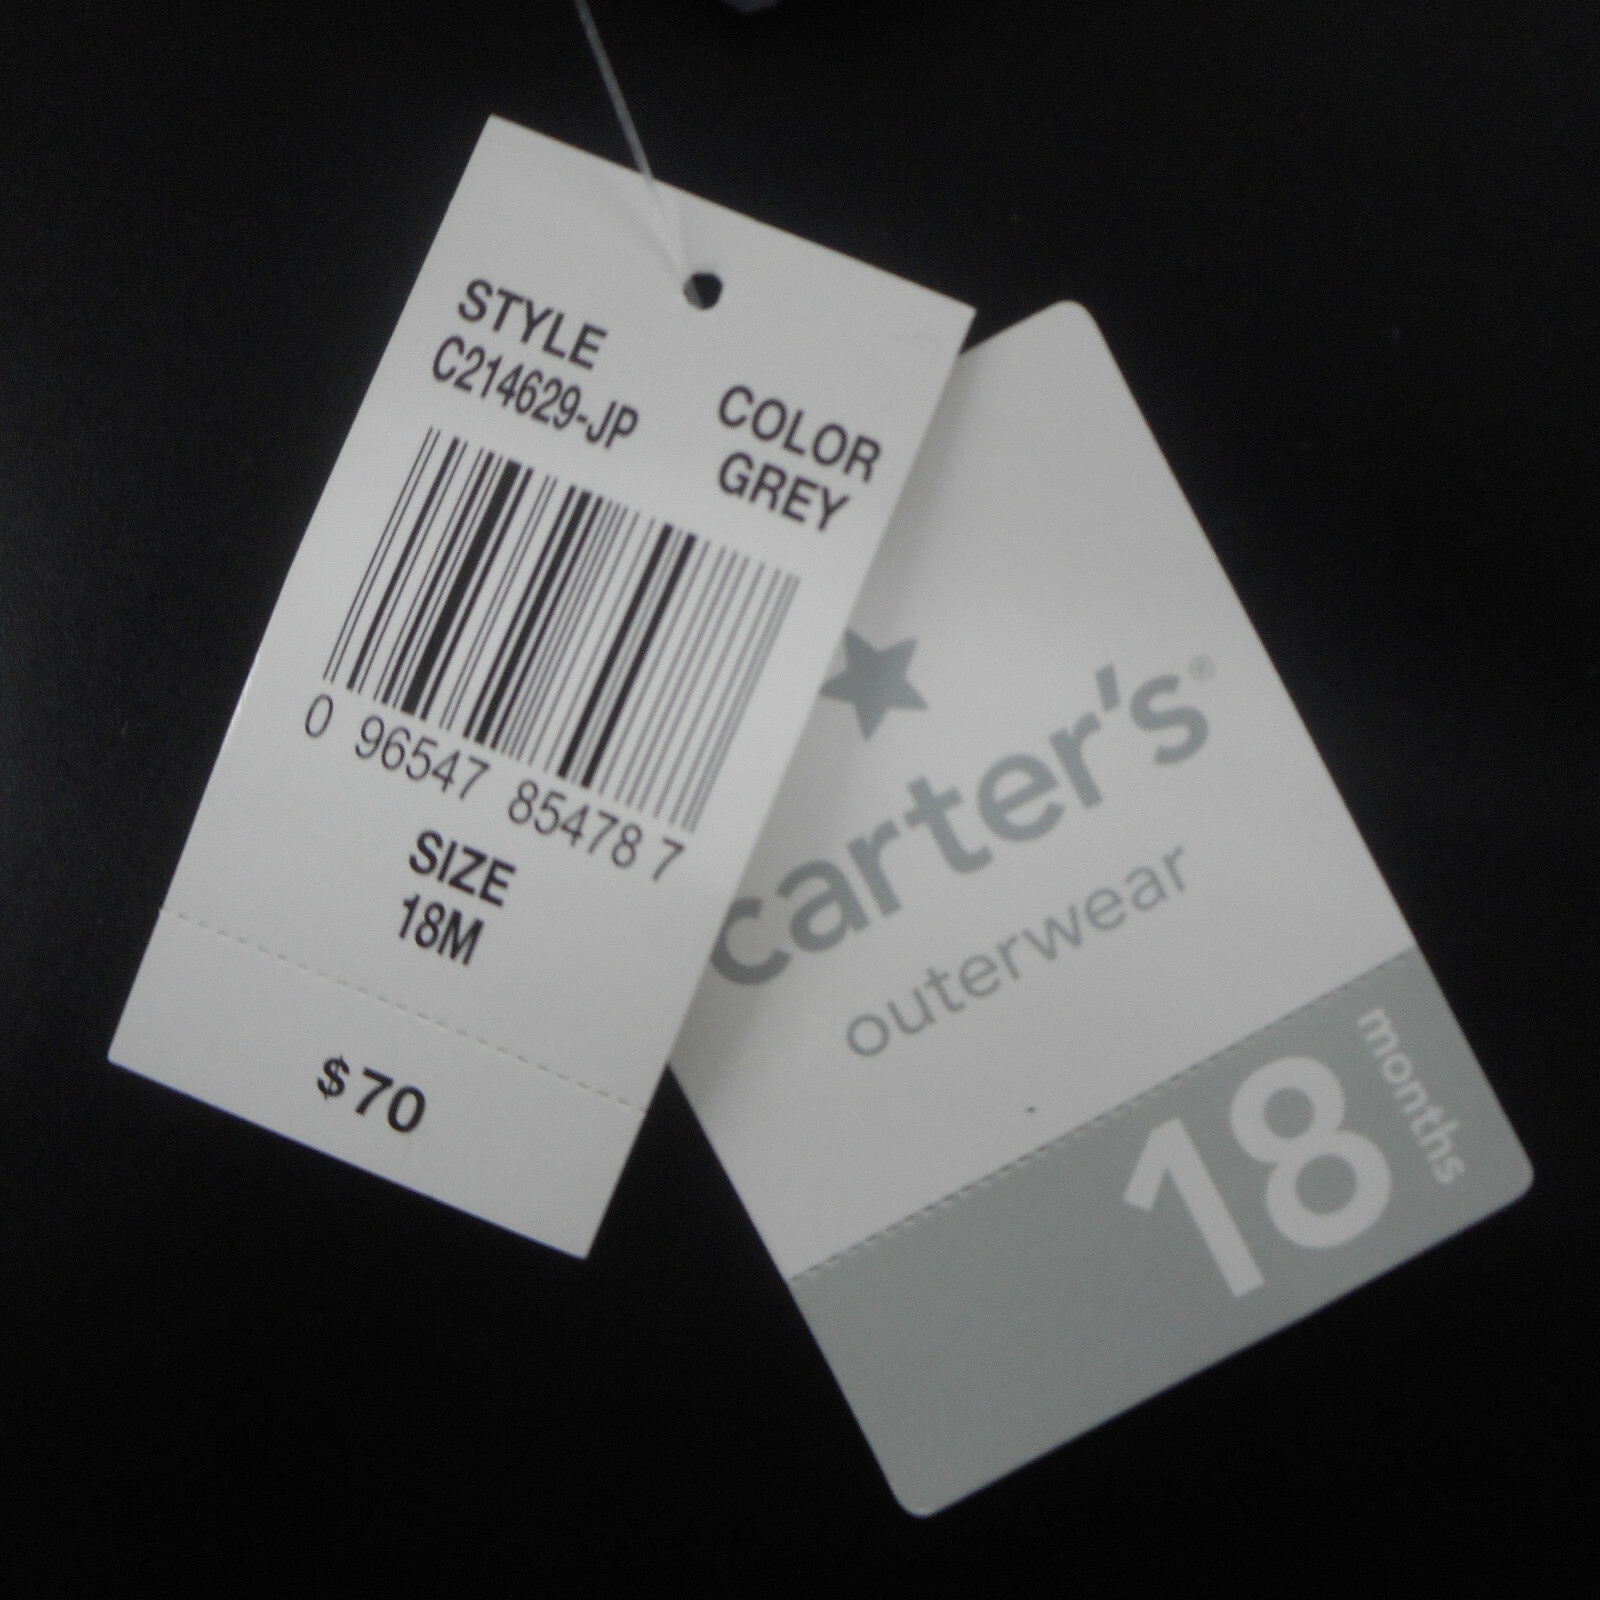 STYLE
C214629-JP
COLOR
GREY
0 96547 85478 7
SIZE
18M
$70
carter's®
outerwear
18
months